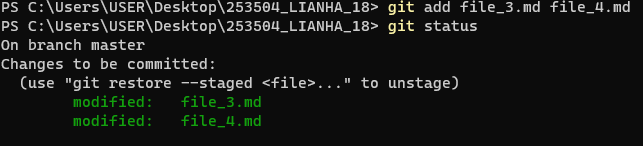 PS C:\Users\USER\Desktop\253504_LIANHA_18> git add file_3.md file_4.md
PS C:\Users\USER\Desktop\253504_LIANHA_18> git status
On branch master
Changes to be committed:
  (use "git restore --staged <file>..." to unstage)
        modified:   file_3.md
        modified:   file_4.md